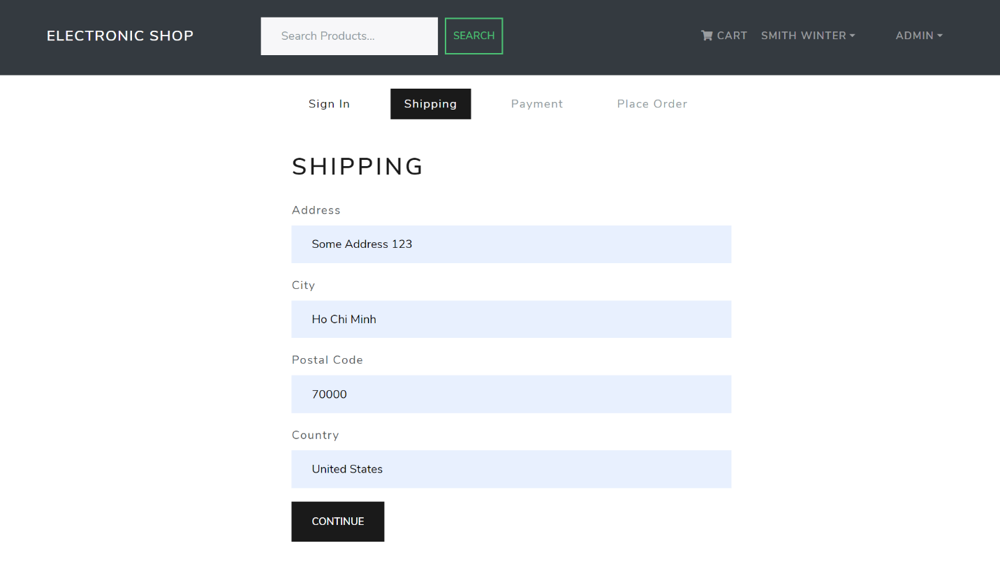 ELECTRONIC SHOP
Search Products...
SEARCH
CART
SMITH WINTER
ADMIN
Sign In
Shipping
Payment
Place Order
SHIPPING
Address
Some Address 123
City
Ho Chi Minh
Postal Code
70000
Country
United States
CONTINUE